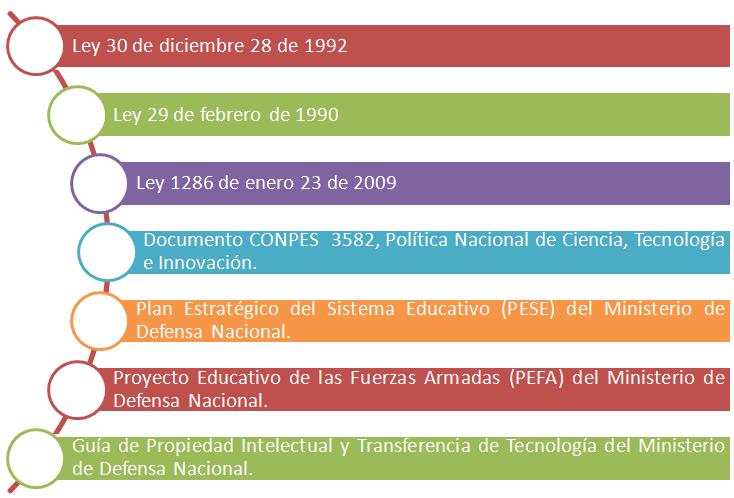 Ley 30 de diciembre 28 de 1992
Ley 29 de febrero de 1990
Ley 1286 de enero 23 de 2009
Documento CONPES 3582, Política Nacional de Ciencia, Tecnología
e Innovación.
Plan Estratégico del Sistema Educativo (PESE) del Ministerio de
Defensa Nacional.
Proyecto Educativo de las Fuerzas Armadas (PEFA) del Ministerio de
Defensa Nacional.
Guía de Propiedad Intelectual y Transferencia de Tecnología del Ministerio
de Defensa Nacional.